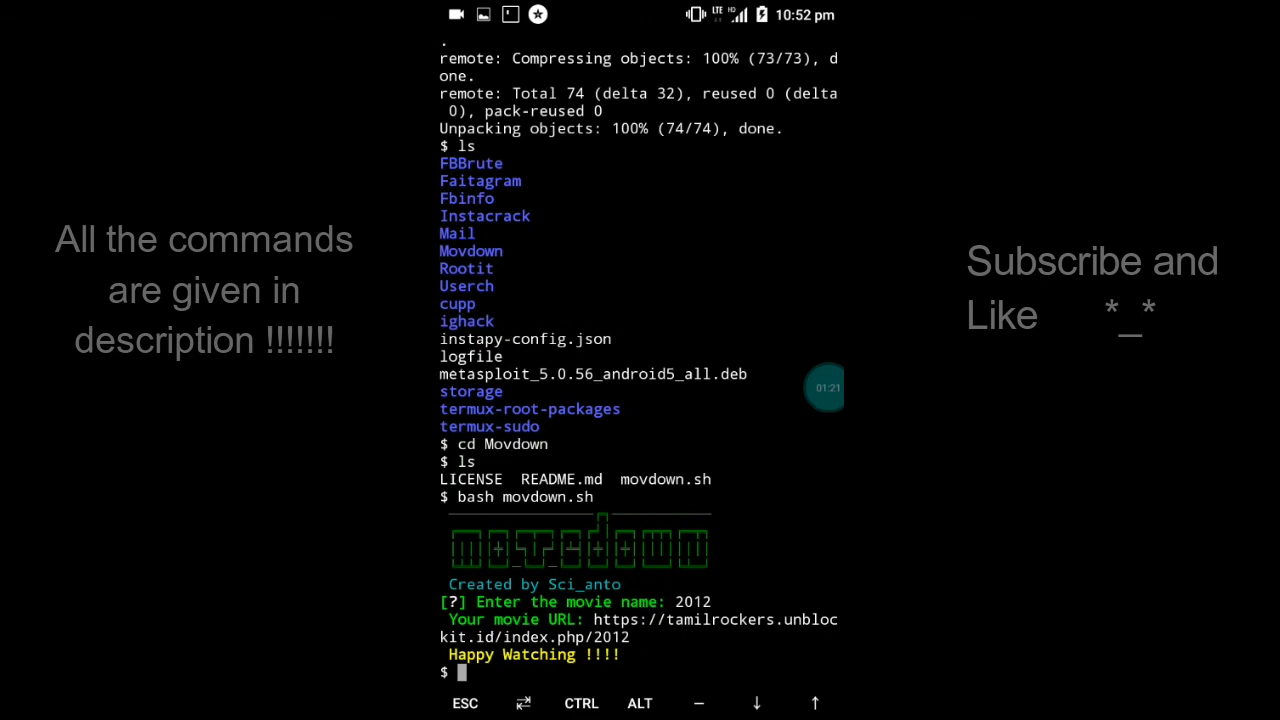 10:52 pm
LTE HD
.
remote: Compressing objects: 100% (73/73), d
one.
remote: Total 74 (delta 32), reused 0 (delta
0), pack-reused 0
Unpacking objects: 100% (74/74), done.
$ ls
FBBrute
Faitagram
Fbinfo
Instacrack
Mail
Movdown
Rootit
Userch
cupp
ighack
instapy-config.json
logfile
metasploit_5.0.56_android5_all.deb
storage
termux-root-packages
termux-sudo
$ cd Movdown
$ ls
LICENSE README.md movdown.sh
$ bash movdown.sh
movdown
Created by Sci_anto
[?] Enter the movie name: 2012
Your movie URL: https://tamilrockers.unbloc
kit.id/index.php/2012
Happy Watching !!!!
$
ESC CTRL ALT – ↓ ↑
All the commands
are given in
description !!!!!!!
Subscribe and
Like *_*
01:21